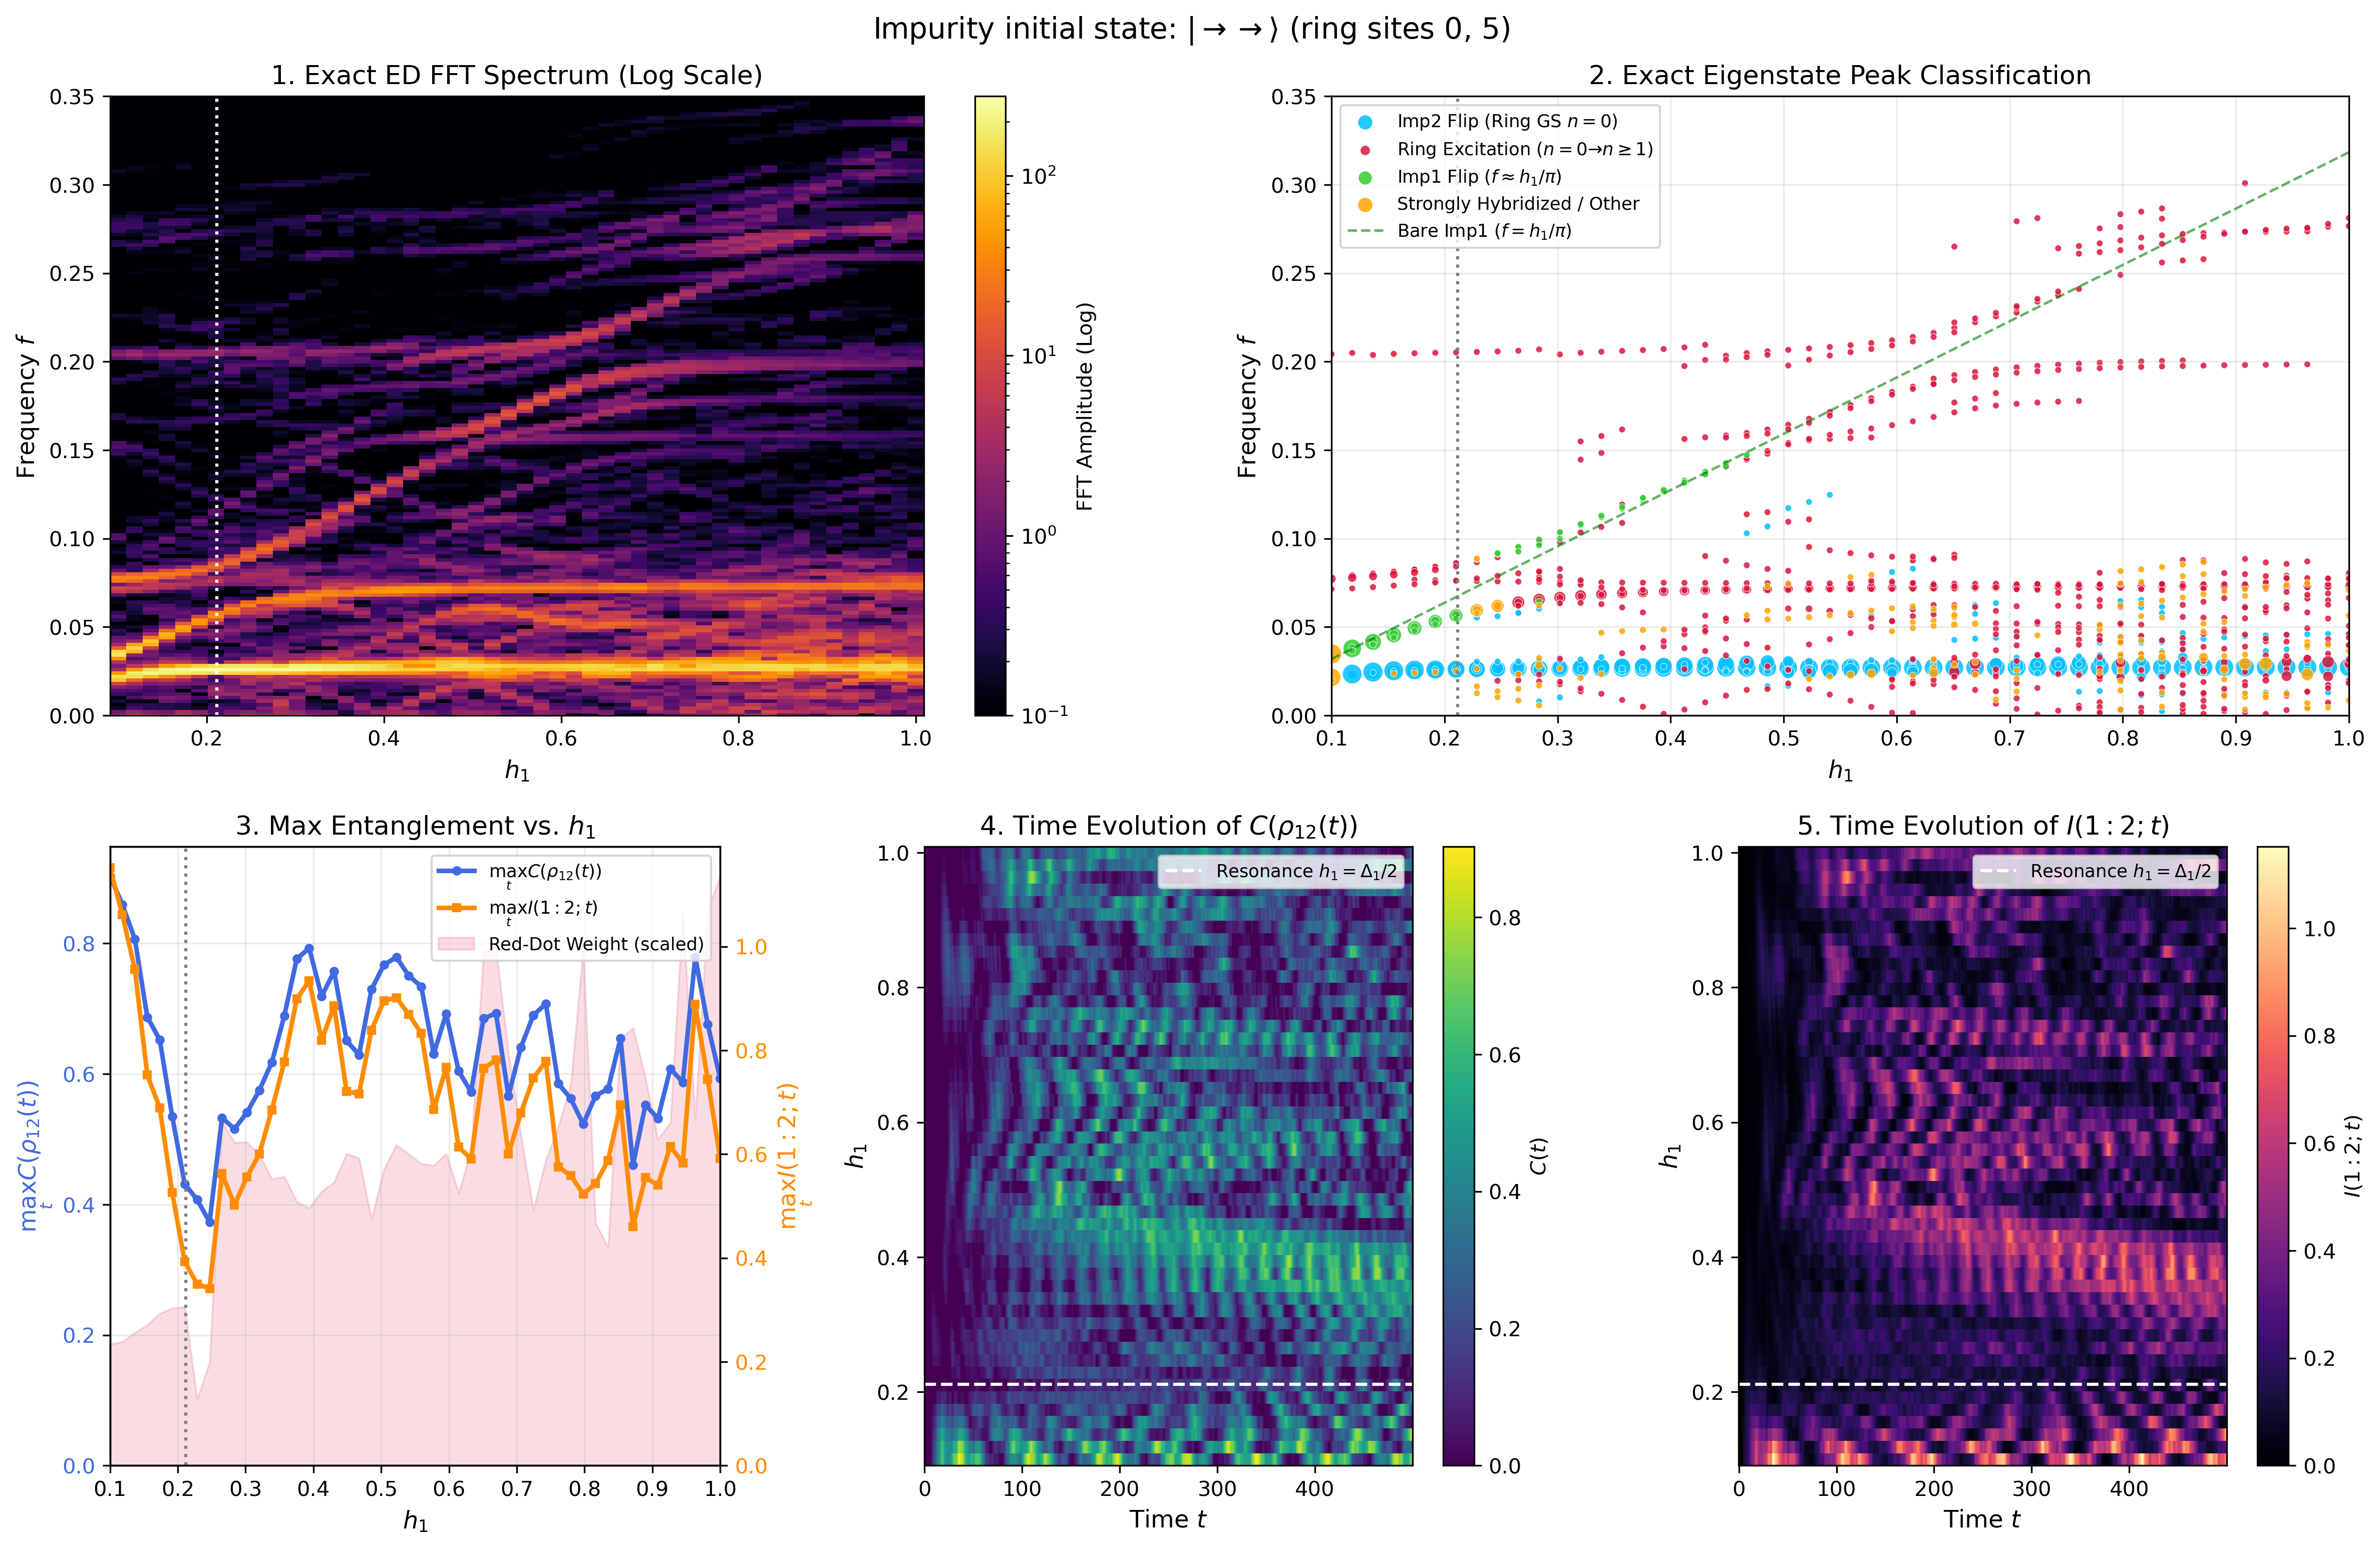 Impurity initial state: |→→⟩ (ring sites 0, 5)
1. Exact ED FFT Spectrum (Log Scale)
0.35
0.30
0.25
0.20
0.15
0.10
0.05
0.00
Frequency f
0.2
0.4
0.6
0.8
1.0
h₁
10²
10¹
10⁰
10⁻¹
FFT Amplitude (Log)
2. Exact Eigenstate Peak Classification
Imp2 Flip (Ring GS n = 0)
Ring Excitation (n = 0→n ≥ 1)
Imp1 Flip (f ≈ h₁/π)
Strongly Hybridized / Other
Bare Imp1 (f = h₁/π)
0.35
0.30
0.25
0.20
0.15
0.10
0.05
0.00
Frequency f
0.1
0.2
0.3
0.4
0.5
0.6
0.7
0.8
0.9
1.0
h₁
3. Max Entanglement vs. h₁
max C(ρ₁₂(t))
t
max I(1 : 2; t)
t
Red-Dot Weight (scaled)
0.8
0.6
0.4
0.2
0.0
max C(ρ₁₂(t))
t
1.0
0.8
0.6
0.4
0.2
0.0
max I(1 : 2; t)
t
0.1
0.2
0.3
0.4
0.5
0.6
0.7
0.8
0.9
1.0
h₁
4. Time Evolution of C(ρ₁₂(t))
Resonance h₁ = Δ₁/2
1.0
0.8
0.6
0.4
0.2
h₁
0
100
200
300
400
Time t
0.8
0.6
0.4
0.2
0.0
C(t)
5. Time Evolution of I(1 : 2; t)
Resonance h₁ = Δ₁/2
1.0
0.8
0.6
0.4
0.2
h₁
0
100
200
300
400
Time t
1.0
0.8
0.6
0.4
0.2
0.0
I(1 : 2; t)